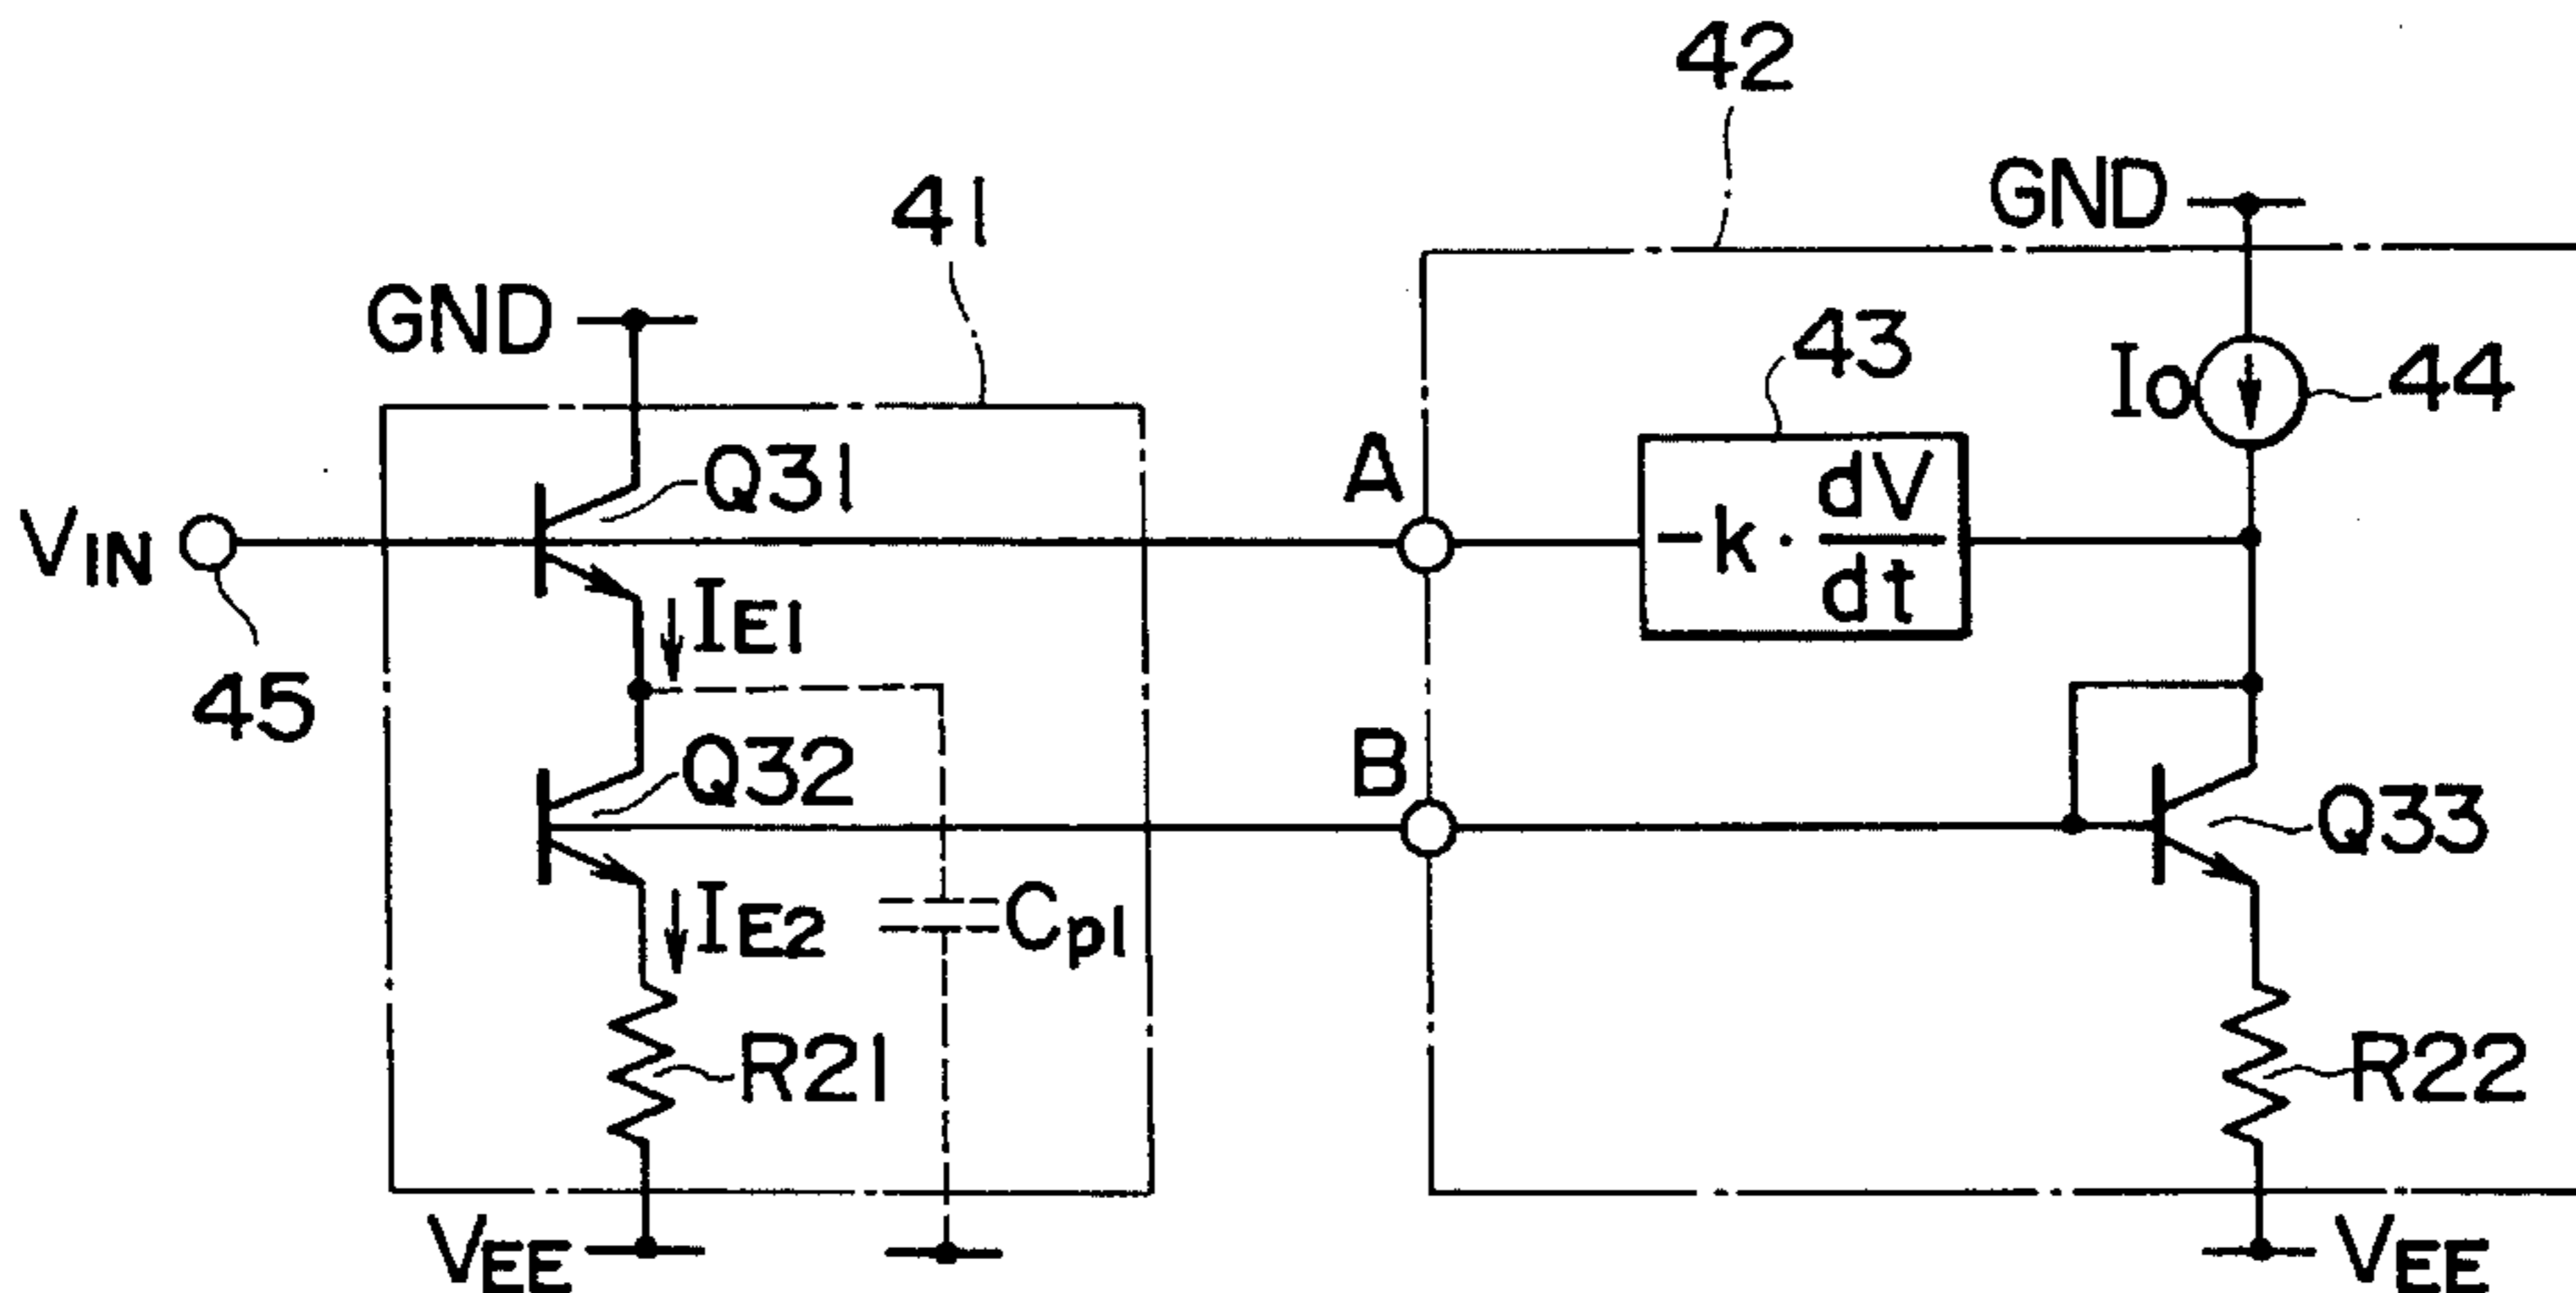 42
GND
41
GND
43
I0
44
A
-k · dV/dt
Q31
VIN
IE1
45
B
Q32
Q33
IE2
Cp1
R21
R22
VEE
VEE